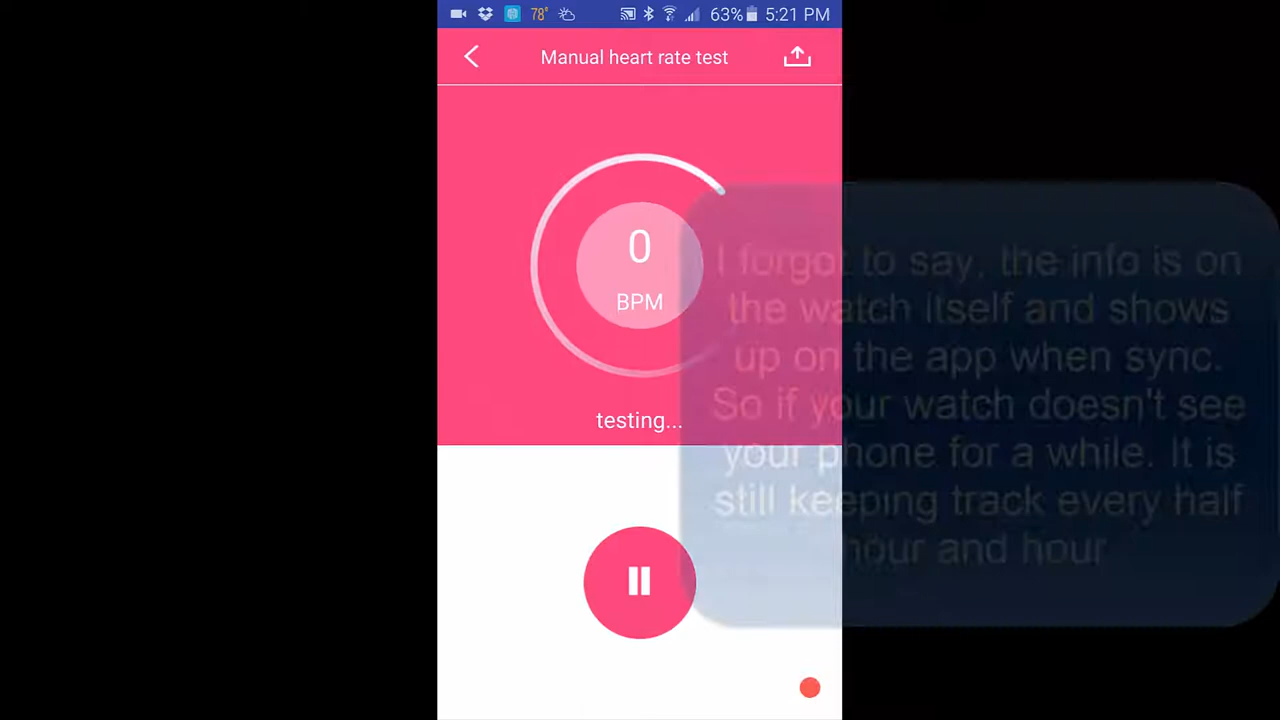 78° 63% 5:21 PM
Manual heart rate test
0
BPM
testing...
I forgot to say, the info is on
the watch itself and shows
up on the app when sync.
So if your watch doesn't see
your phone for a while. It is
still keeping track every half
hour and hour